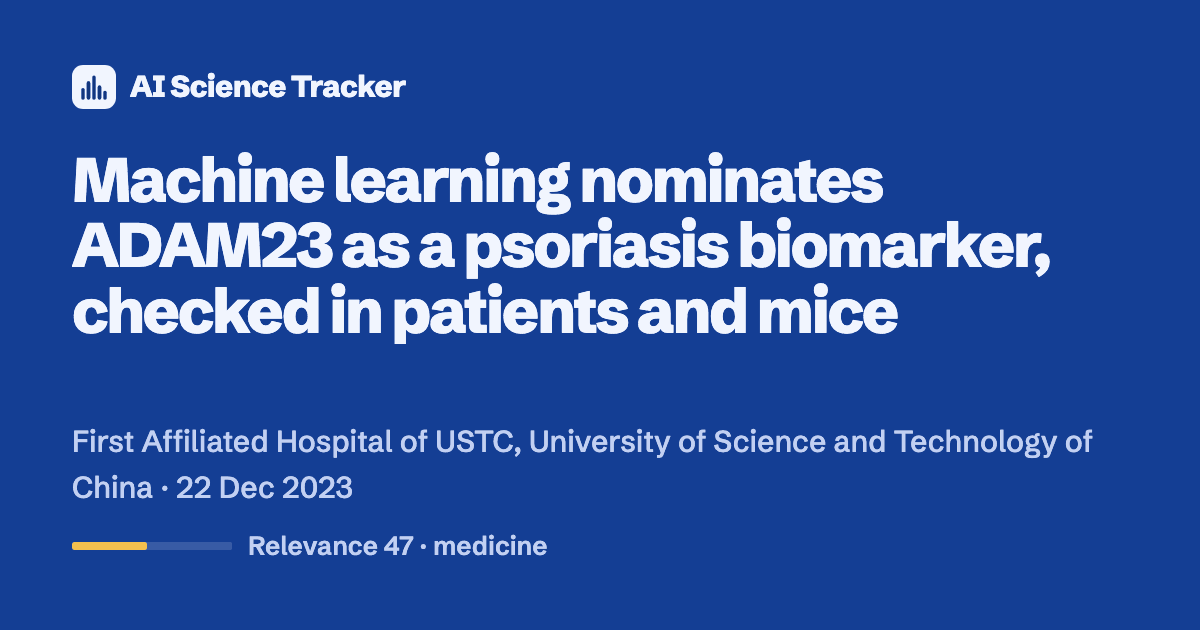 AI Science Tracker
Machine learning nominates
ADAM23 as a psoriasis biomarker,
checked in patients and mice
First Affiliated Hospital of USTC, University of Science and Technology of
China · 22 Dec 2023
Relevance 47 · medicine